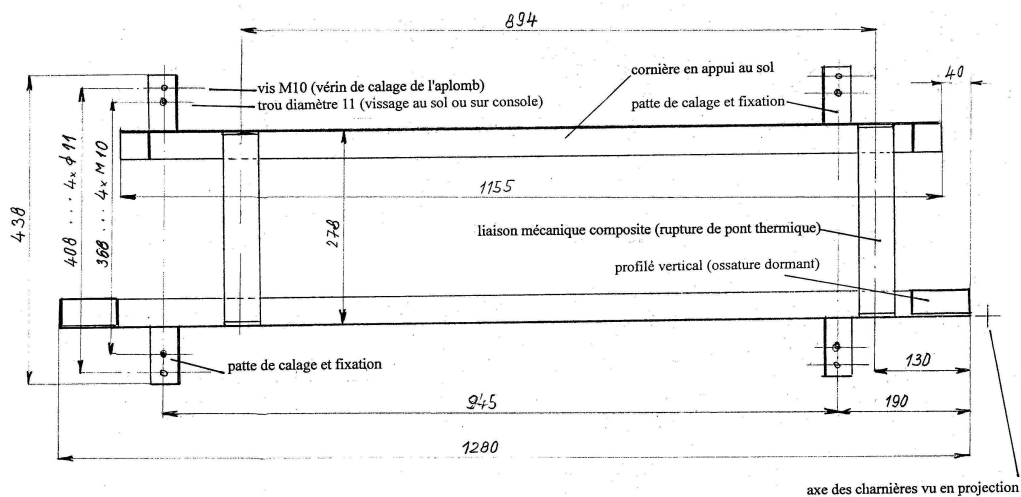 894
40
vis M10 (vérin de calage de l'aplomb)
trou diamètre 11 (vissage au sol ou sur console)
cornière en appui au sol
patte de calage et fixation
438
408 ... 4x ϕ11
368 ... 4x M10
278
1155
liaison mécanique composite (rupture de pont thermique)
profilé vertical (ossature dormant)
patte de calage et fixation
130
945
190
1280
axe des charnières vu en projection